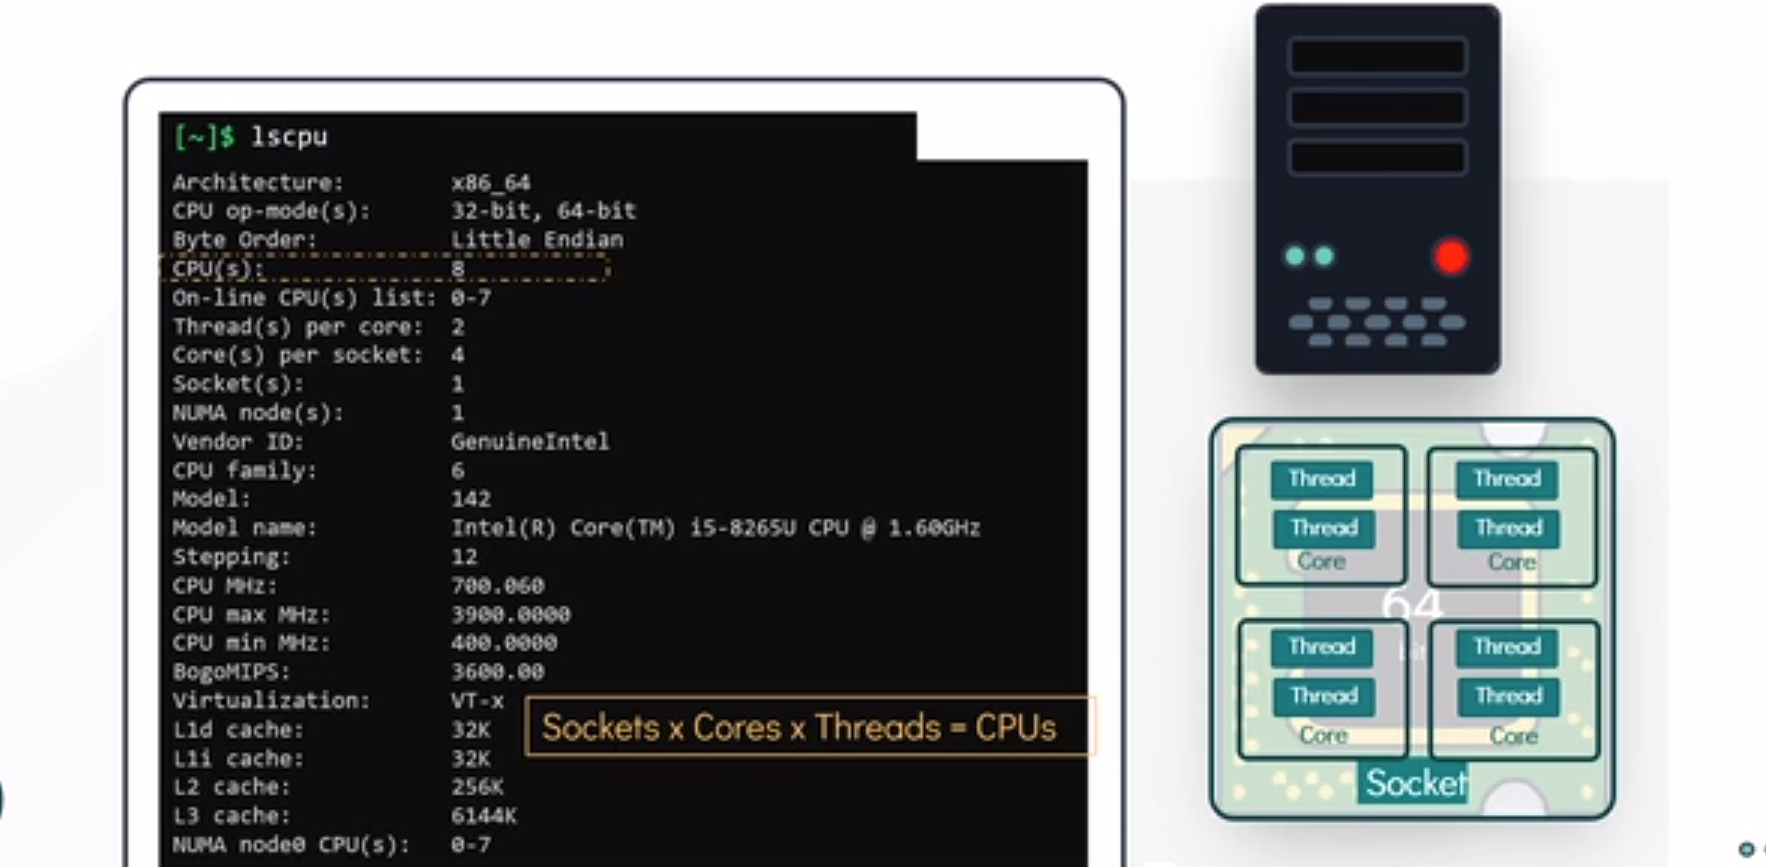 [~]$ lscpu
Architecture: x86_64
CPU op-mode(s): 32-bit, 64-bit
Byte Order: Little Endian
CPU(s): 8
On-line CPU(s) list: 0-7
Thread(s) per core: 2
Core(s) per socket: 4
Socket(s): 1
NUMA node(s): 1
Vendor ID: GenuineIntel
CPU family: 6
Model: 142
Model name: Intel(R) Core(TM) i5-8265U CPU @ 1.60GHz
Stepping: 12
CPU MHz: 700.060
CPU max MHz: 3900.0000
CPU min MHz: 400.0000
BogoMIPS: 3600.00
Virtualization: VT-x
L1d cache: 32K
L1i cache: 32K
L2 cache: 256K
L3 cache: 6144K
NUMA node0 CPU(s): 0-7
Sockets x Cores x Threads = CPUs
Thread Thread
Thread Thread
Core Core
64
bit
Thread Thread
Thread Thread
Core Core
Socket